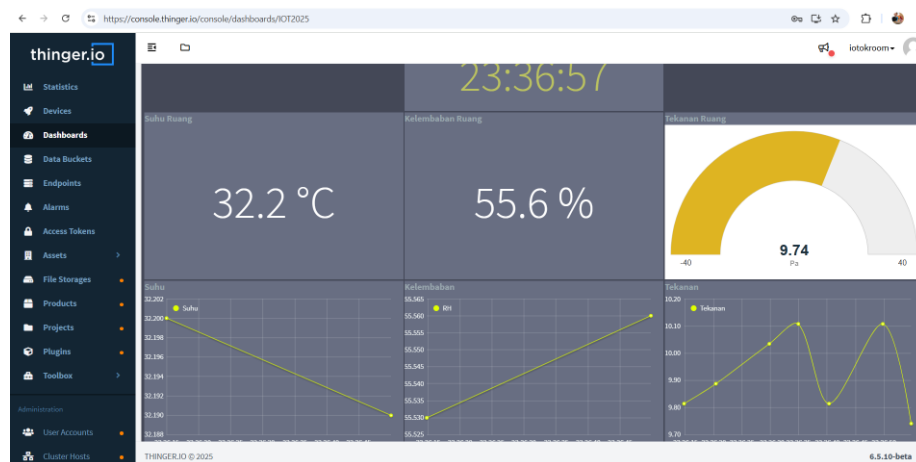 https://console.thinger.io/console/dashboards/IOT2025
thinger.io
iotokroom
Statistics
Devices
Dashboards
Data Buckets
Endpoints
Alarms
Access Tokens
Assets
File Storages
Products
Projects
Plugins
Toolbox
Administration
User Accounts
Cluster Hosts
23:36:57
Suhu Ruang
32.2 °C
Kelembaban Ruang
55.6 %
Tekanan Ruang
9.74
Pa
-40
40
Suhu
32.202
Suhu
32.200
32.198
32.196
32.194
32.192
32.190
32.188
Kelembaban
55.565
RH
55.560
55.555
55.550
55.545
55.540
55.535
55.530
55.525
Tekanan
10.20
Tekanan
10.10
10.00
9.90
9.80
9.70
THINGER.IO © 2025
6.5.10-beta